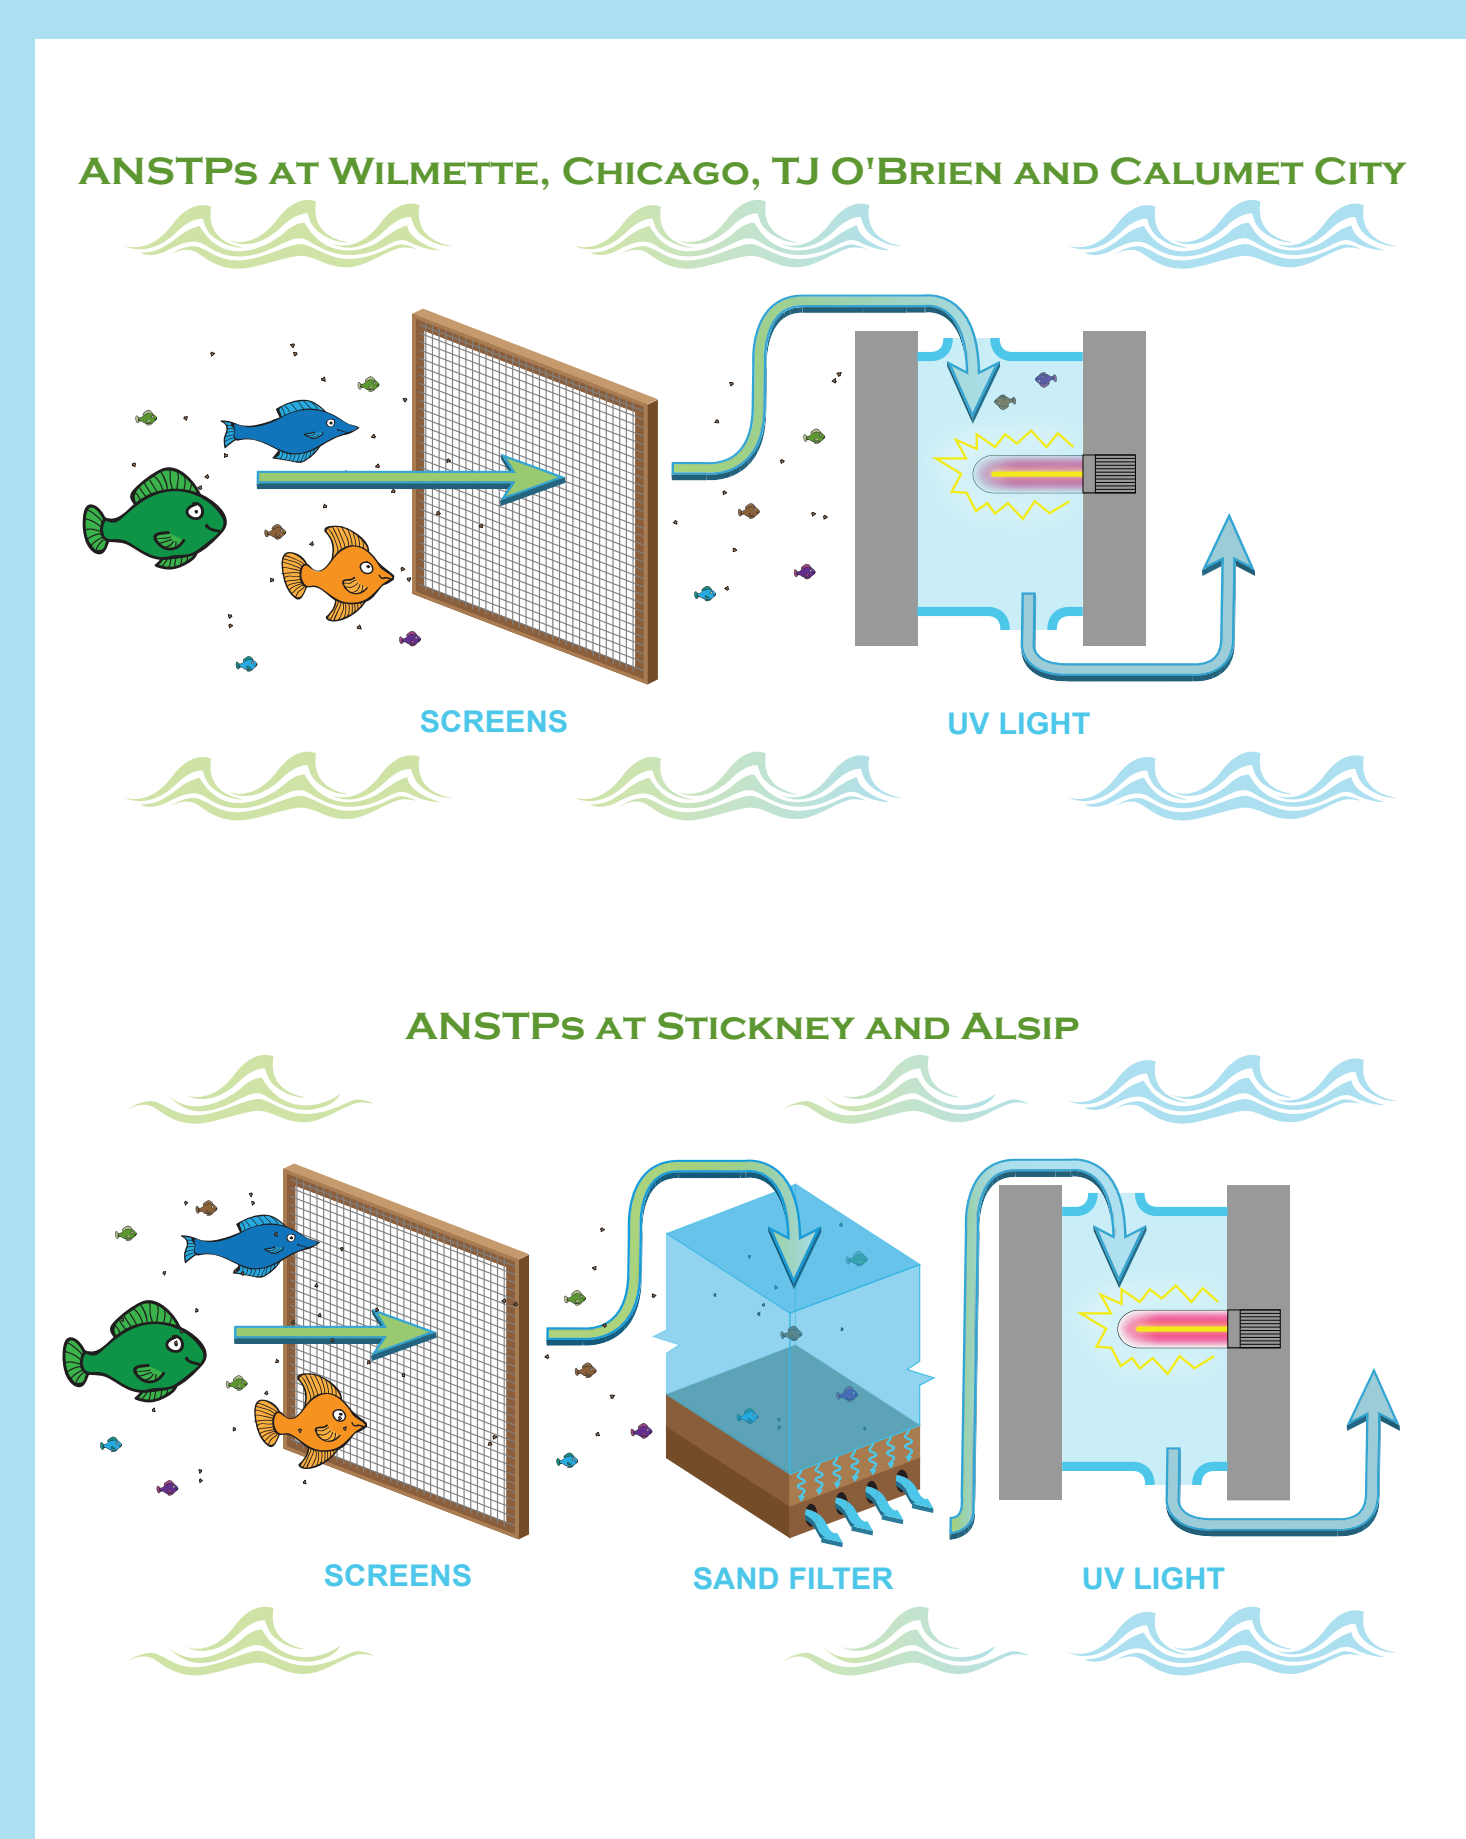 ANSTPs at Wilmette, Chicago, TJ O'Brien and Calumet City
SCREENS
UV LIGHT
ANSTPs at Stickney and Alsip
SCREENS
SAND FILTER
UV LIGHT